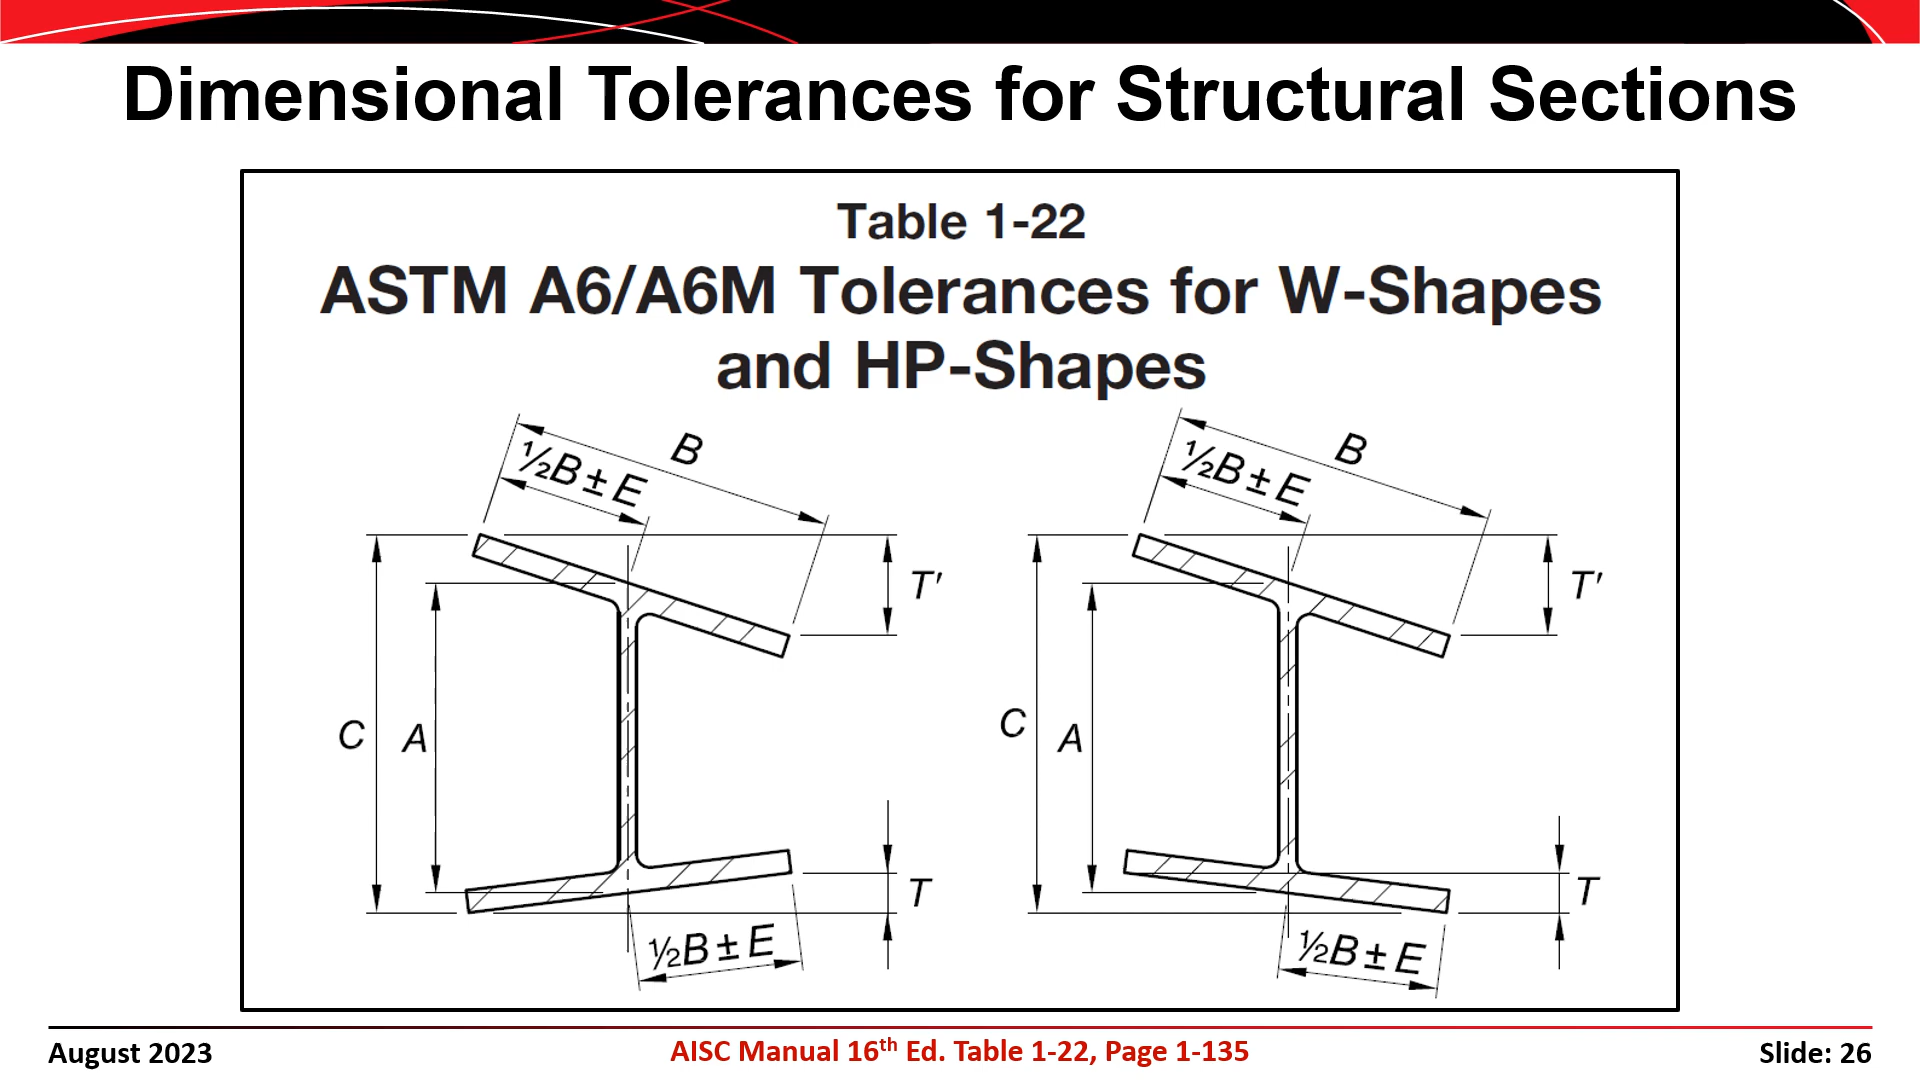 Dimensional Tolerances for Structural Sections
Table 1-22
ASTM A6/A6M Tolerances for W-Shapes
and HP-Shapes
B
½B ± E
T'
C
A
T
½B ± E
B
½B ± E
T'
C
A
T
½B ± E
August 2023
AISC Manual 16th Ed. Table 1-22, Page 1-135
Slide: 26